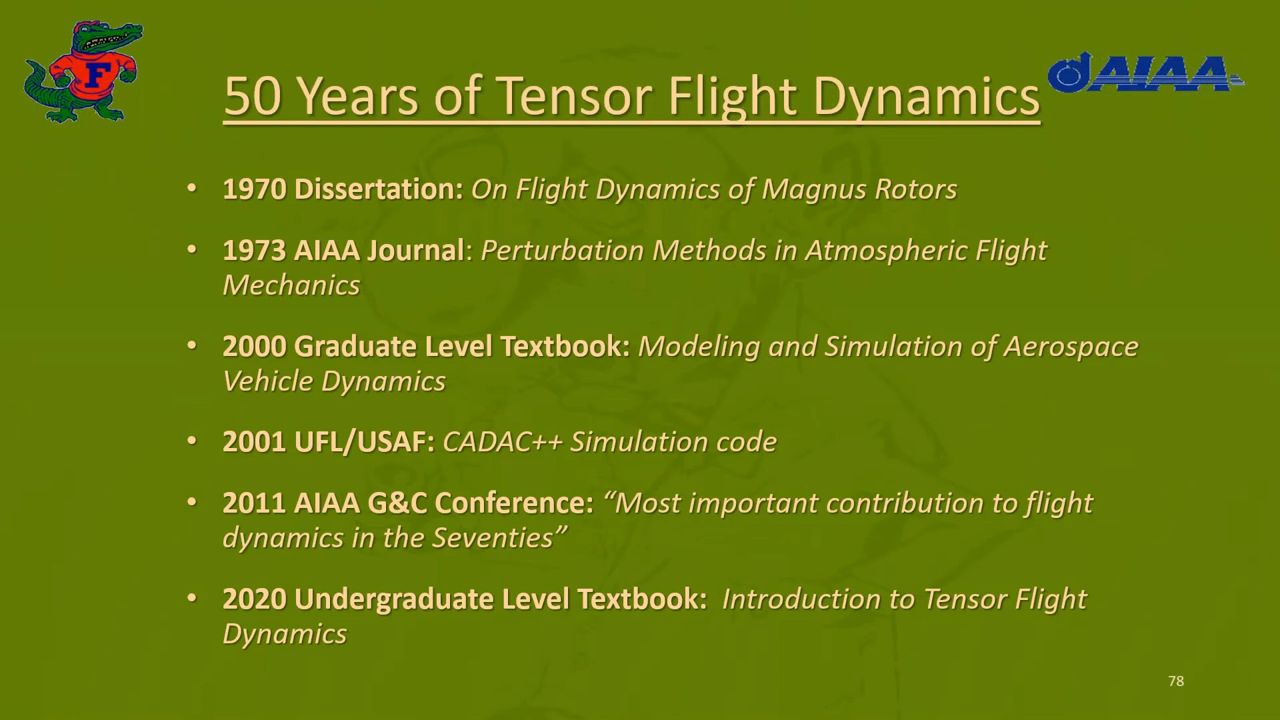 F
50 Years of Tensor Flight Dynamics
AIAA
• 1970 Dissertation: On Flight Dynamics of Magnus Rotors
• 1973 AIAA Journal: Perturbation Methods in Atmospheric Flight
Mechanics
• 2000 Graduate Level Textbook: Modeling and Simulation of Aerospace
Vehicle Dynamics
• 2001 UFL/USAF: CADAC++ Simulation code
• 2011 AIAA G&C Conference: “Most important contribution to flight
dynamics in the Seventies”
• 2020 Undergraduate Level Textbook:  Introduction to Tensor Flight
Dynamics
78